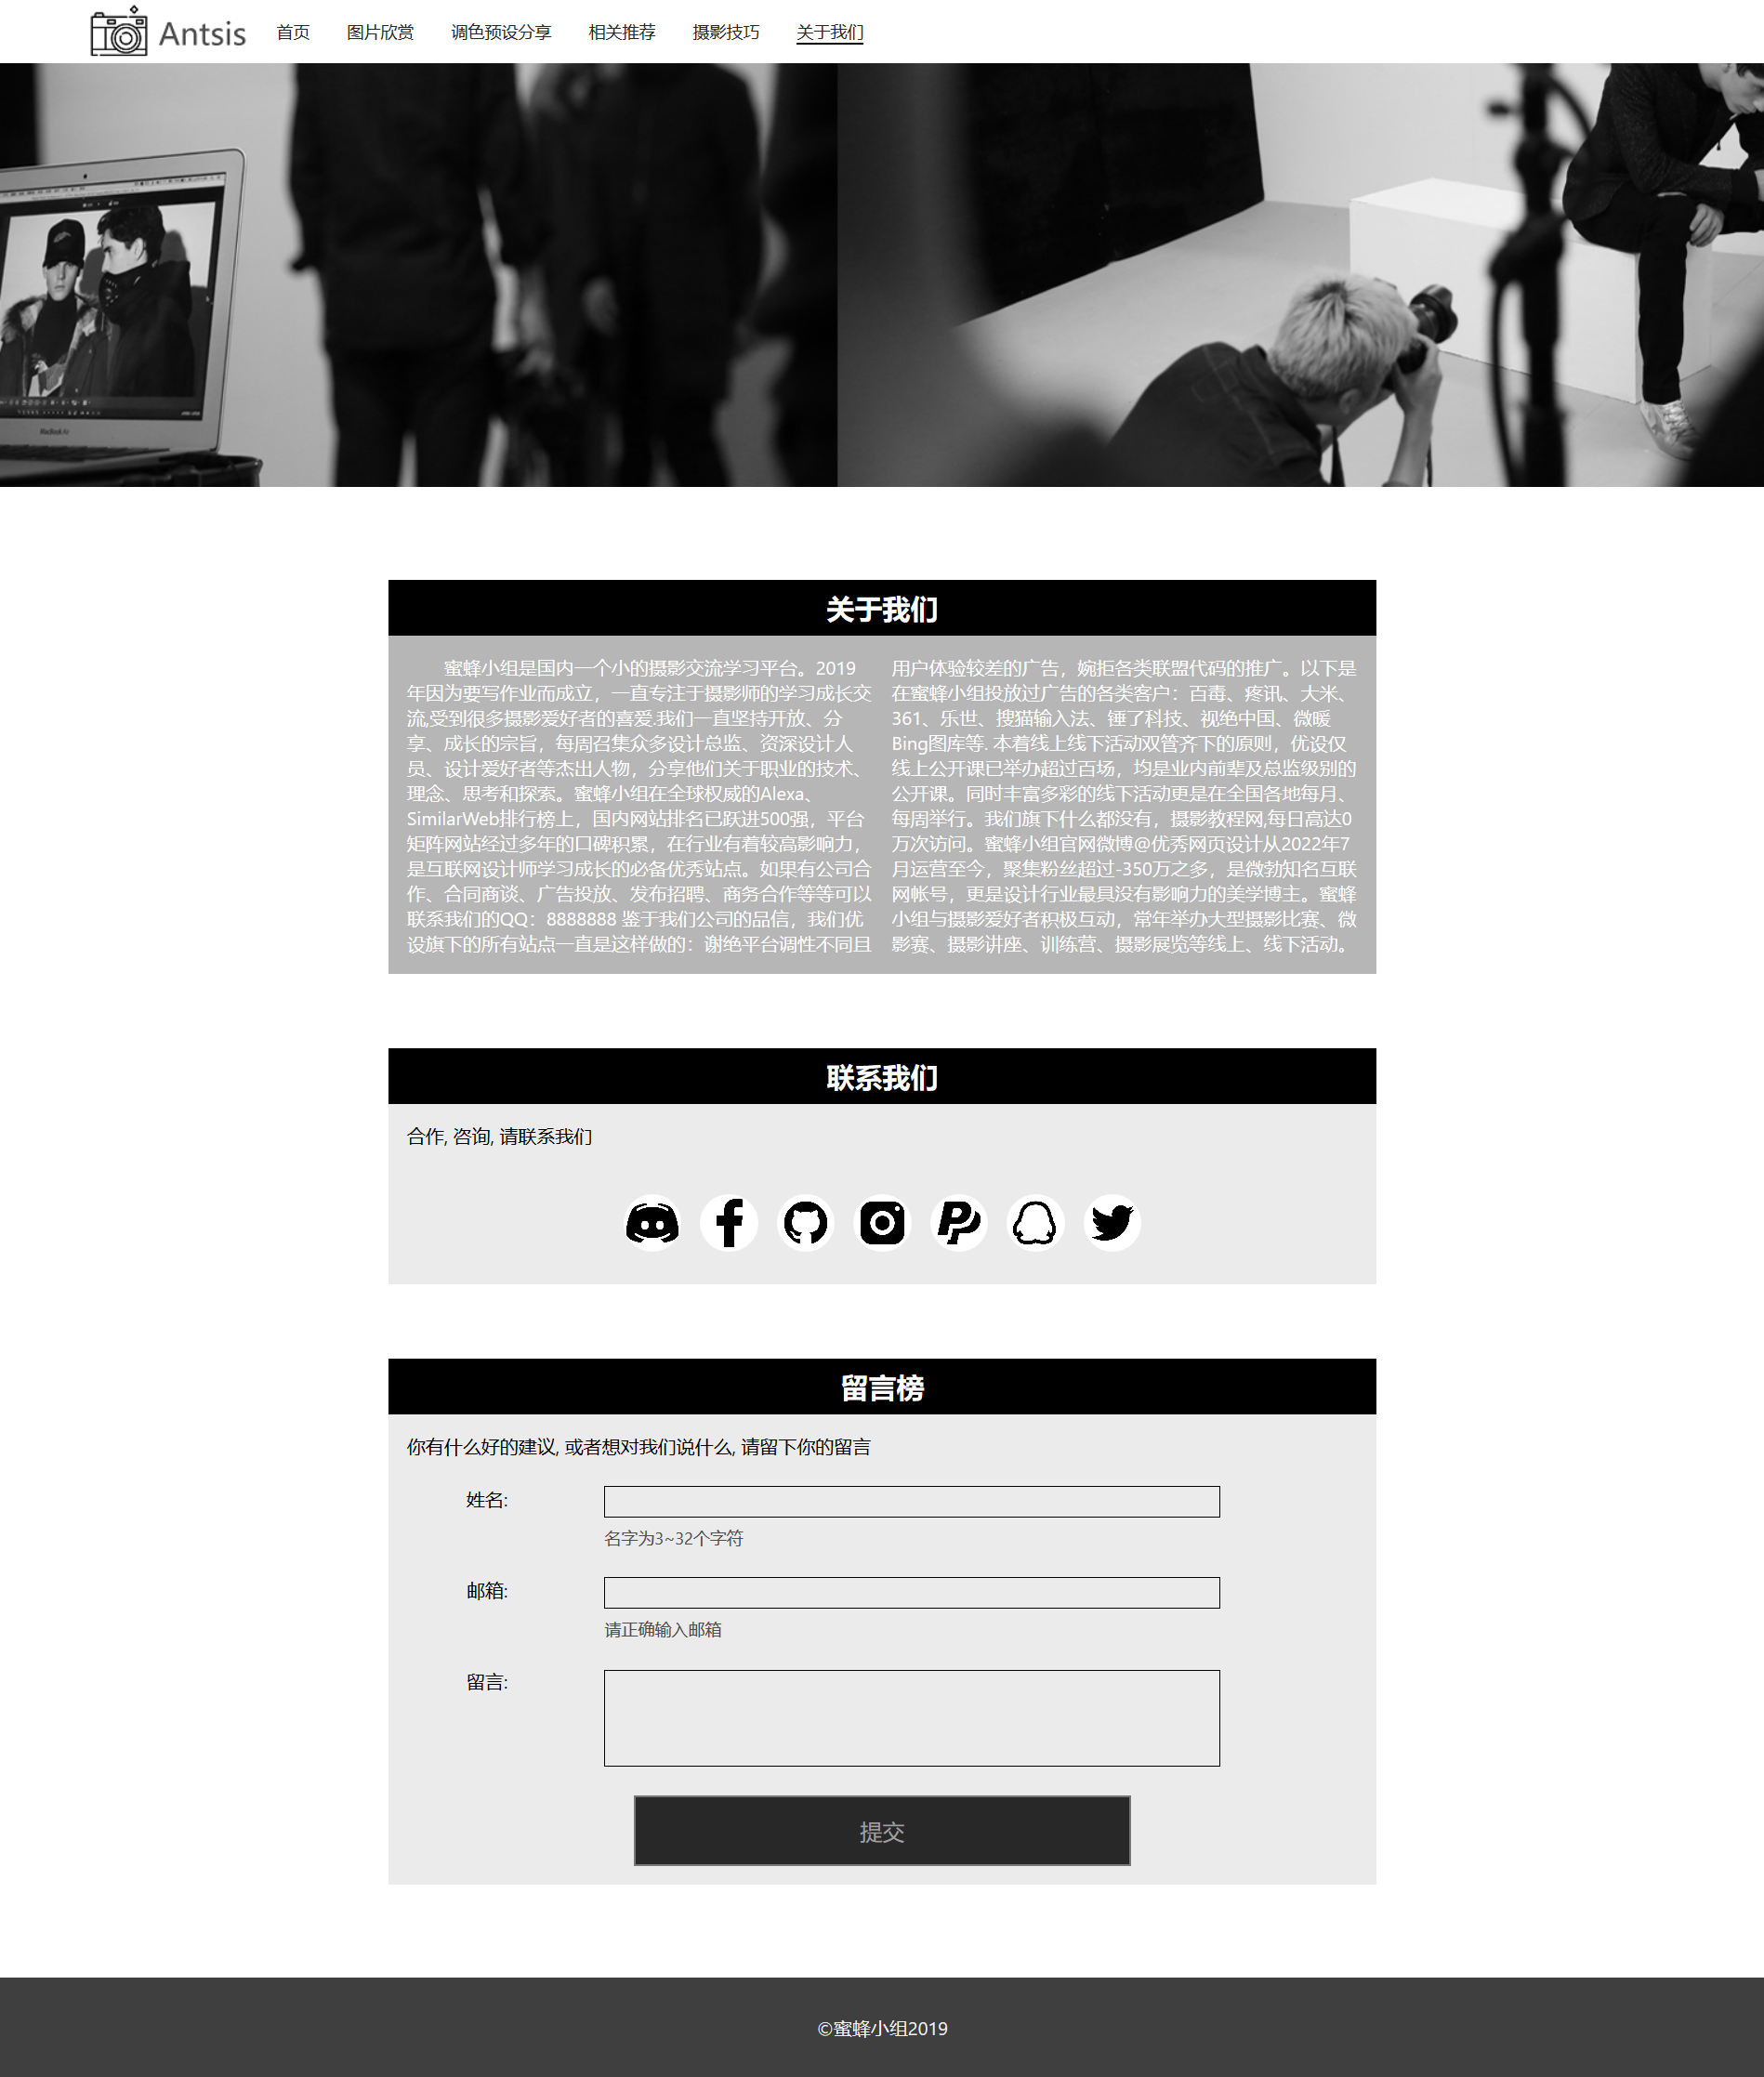 Antsis
首页
图片欣赏
调色预设分享
相关推荐
摄影技巧
关于我们
MacBook Air
关于我们
蜜蜂小组是国内一个小的摄影交流学习平台。2019
年因为要写作业而成立，一直专注于摄影师的学习成长交
流,受到很多摄影爱好者的喜爱.我们一直坚持开放、分
享、成长的宗旨，每周召集众多设计总监、资深设计人
员、设计爱好者等杰出人物，分享他们关于职业的技术、
理念、思考和探索。蜜蜂小组在全球权威的Alexa、
SimilarWeb排行榜上，国内网站排名已跃进500强，平台
矩阵网站经过多年的口碑积累，在行业有着较高影响力，
是互联网设计师学习成长的必备优秀站点。如果有公司合
作、合同商谈、广告投放、发布招聘、商务合作等等可以
联系我们的QQ：8888888 鉴于我们公司的品信，我们优
设旗下的所有站点一直是这样做的：谢绝平台调性不同且
用户体验较差的广告，婉拒各类联盟代码的推广。以下是
在蜜蜂小组投放过广告的各类客户：百毒、疼讯、大米、
361、乐世、搜猫输入法、锤了科技、视绝中国、微暖
Bing图库等. 本着线上线下活动双管齐下的原则，优设仅
线上公开课已举办超过百场，均是业内前辈及总监级别的
公开课。同时丰富多彩的线下活动更是在全国各地每月、
每周举行。我们旗下什么都没有，摄影教程网,每日高达0
万次访问。蜜蜂小组官网微博@优秀网页设计从2022年7
月运营至今，聚集粉丝超过-350万之多，是微勃知名互联
网帐号，更是设计行业最具没有影响力的美学博主。蜜蜂
小组与摄影爱好者积极互动，常年举办大型摄影比赛、微
影赛、摄影讲座、训练营、摄影展览等线上、线下活动。
联系我们
合作, 咨询, 请联系我们
留言榜
你有什么好的建议, 或者想对我们说什么, 请留下你的留言
姓名:
名字为3~32个字符
邮箱:
请正确输入邮箱
留言:
提交
©蜜蜂小组2019